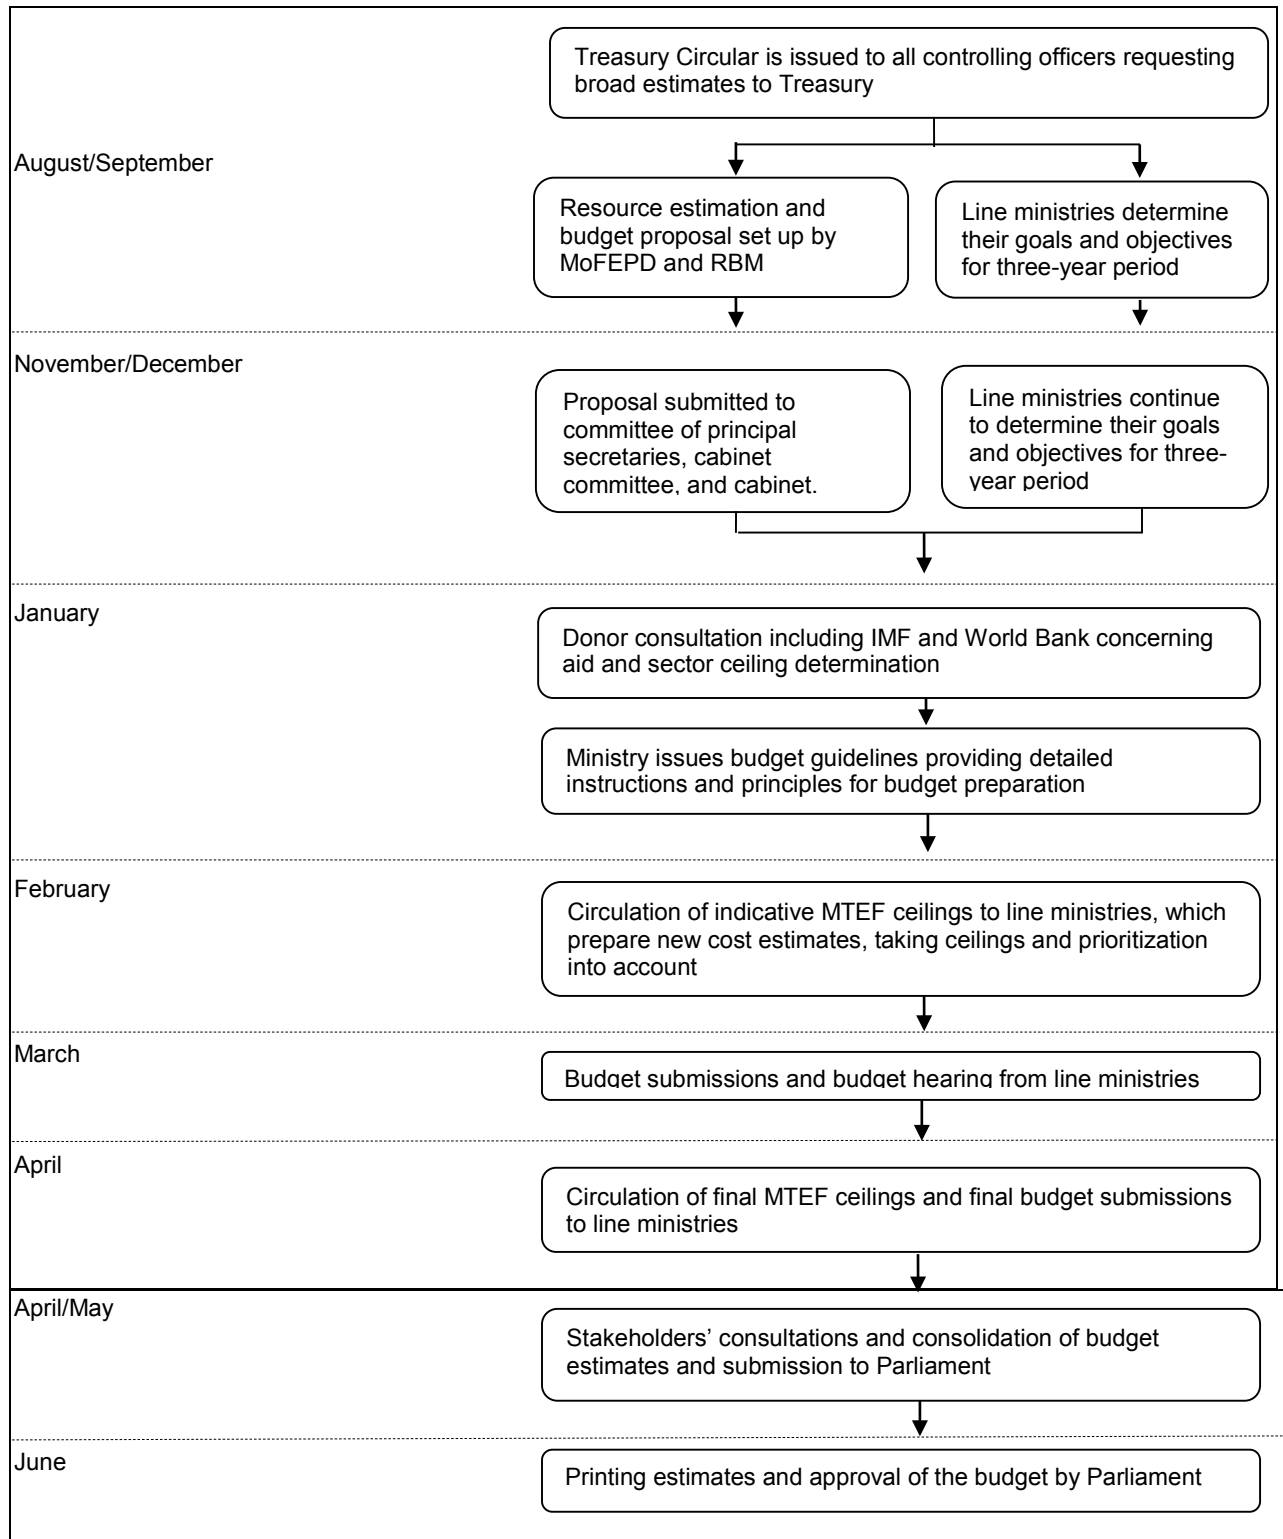 Treasury Circular is issued to all controlling officers requesting
broad estimates to Treasury
August/September
Resource estimation and
budget proposal set up by
MoFEPD and RBM
Line ministries determine
their goals and objectives
for three-year period
November/December
Proposal submitted to
committee of principal
secretaries, cabinet
committee, and cabinet.
Line ministries continue
to determine their goals
and objectives for three-
year period
January
Donor consultation including IMF and World Bank concerning
aid and sector ceiling determination
Ministry issues budget guidelines providing detailed
instructions and principles for budget preparation
February
Circulation of indicative MTEF ceilings to line ministries, which
prepare new cost estimates, taking ceilings and prioritization
into account
March
Budget submissions and budget hearing from line ministries
April
Circulation of final MTEF ceilings and final budget submissions
to line ministries
April/May
Stakeholders’ consultations and consolidation of budget
estimates and submission to Parliament
June
Printing estimates and approval of the budget by Parliament